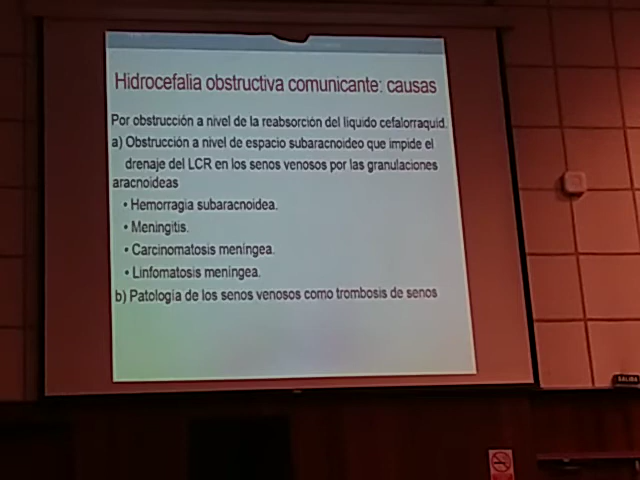 Hidrocefalia obstructiva comunicante: causas
Por obstrucción a nivel de la reabsorción del líquido cefalorraquid.
a) Obstrucción a nivel de espacio subaracnoideo que impide el
drenaje del LCR en los senos venosos por las granulaciones
aracnoideas
• Hemorragia subaracnoidea.
• Meningitis.
• Carcinomatosis meníngea.
• Linfomatosis meníngea.
b) Patología de los senos venosos como trombosis de senos
SALIDA